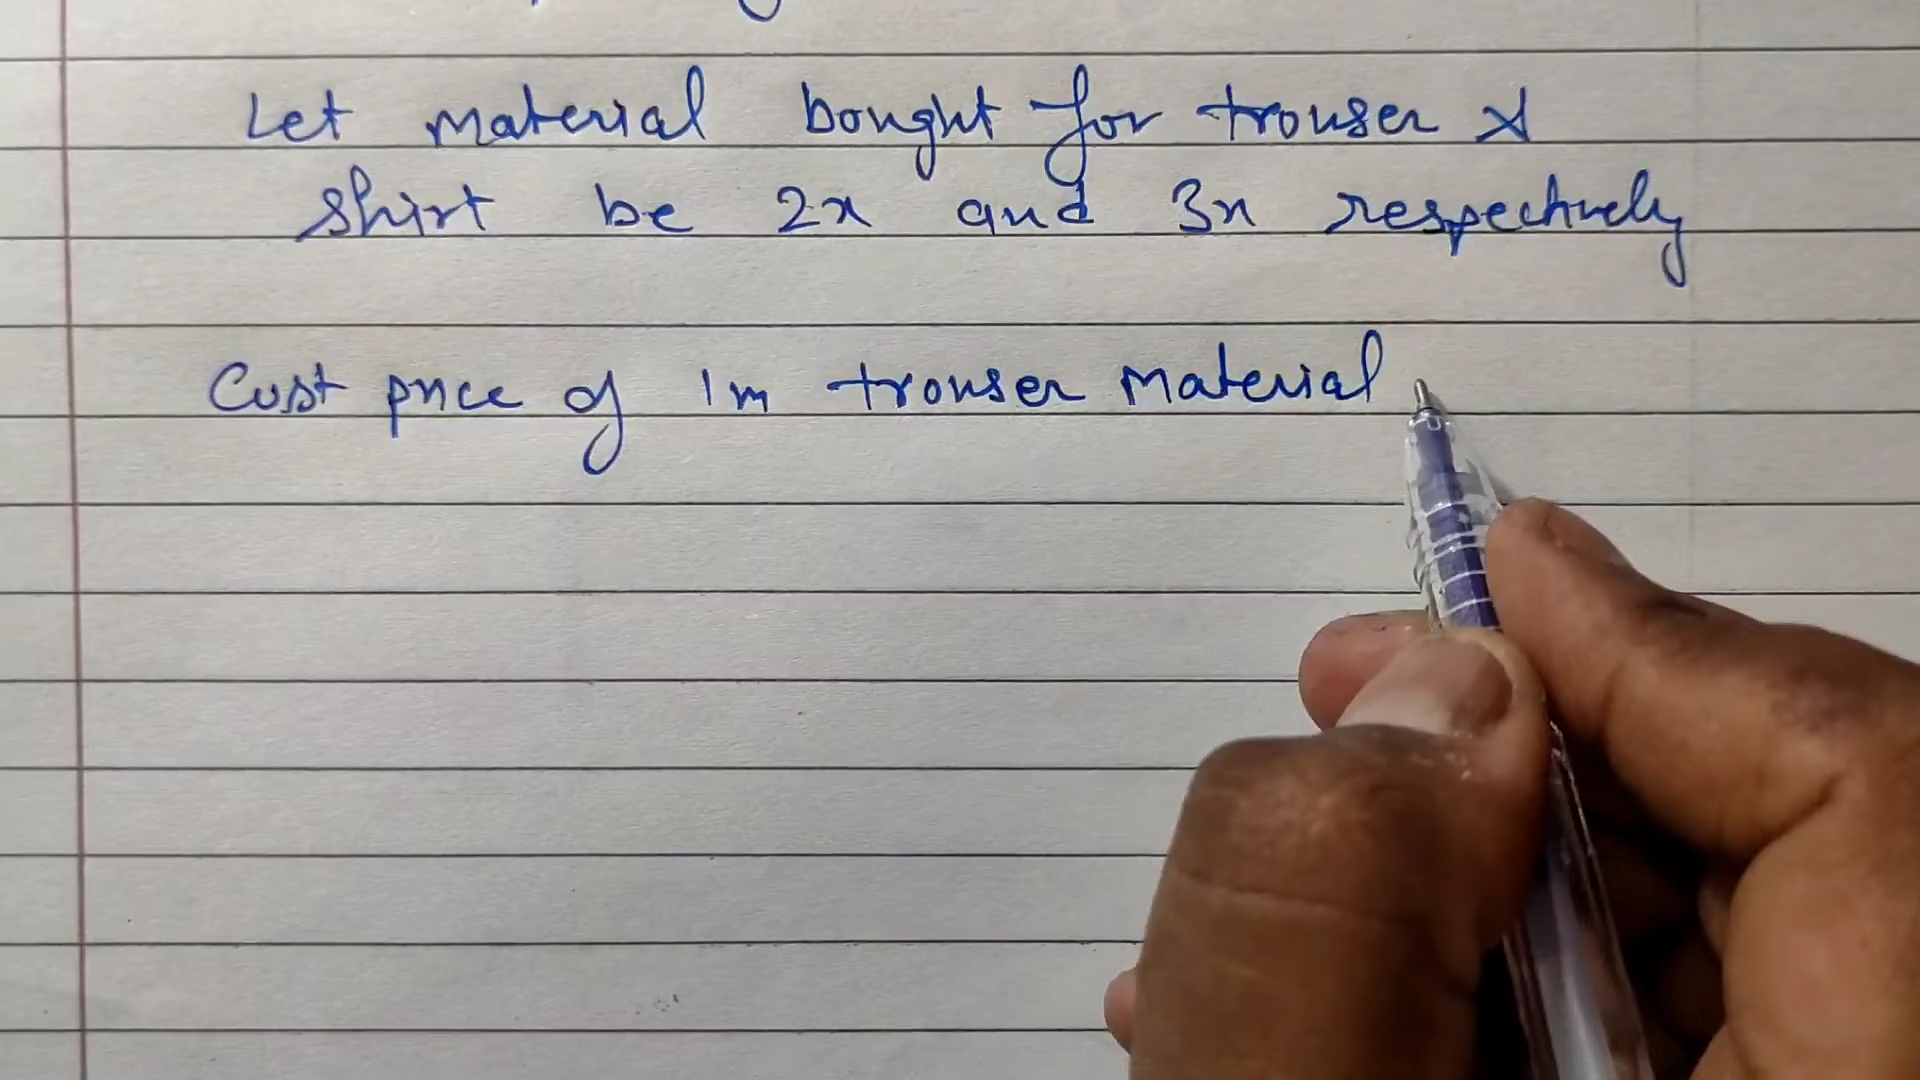 Let material bought for trouser &
shirt be 2x and 3x respectively
Cost price of 1m trouser material